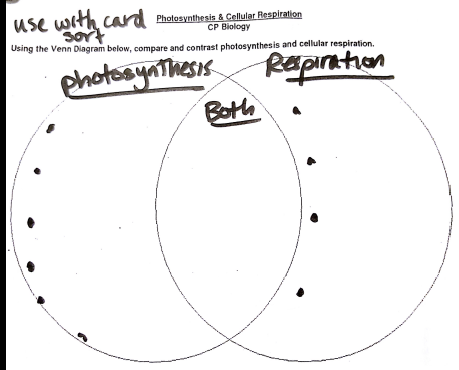 use with card
sort
Photosynthesis & Cellular Respiration
CP Biology
Using the Venn Diagram below, compare and contrast photosynthesis and cellular respiration.
photosynthesis
Respiration
Both